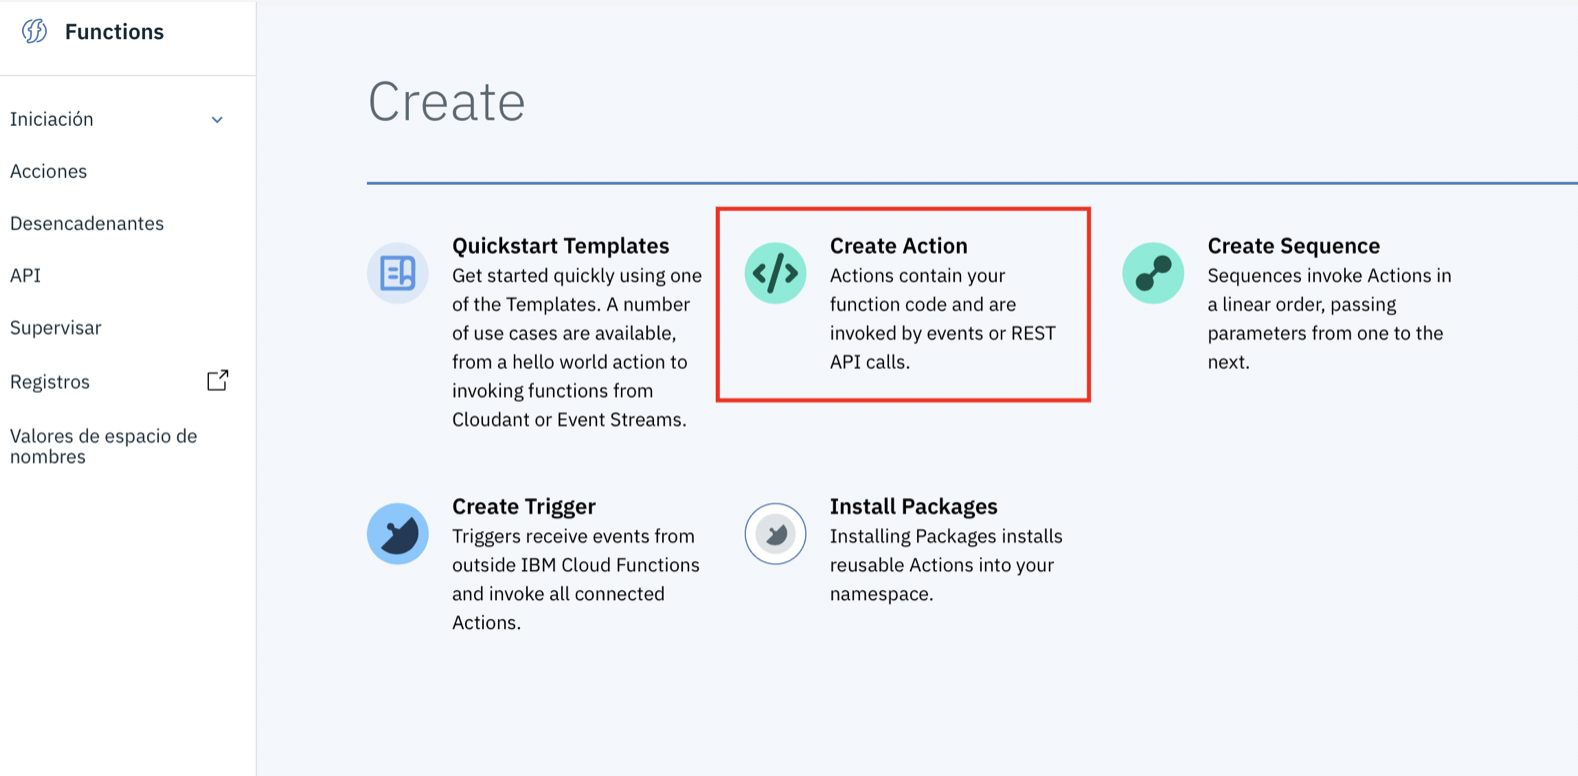 Functions
Iniciación
Acciones
Desencadenantes
API
Supervisar
Registros
Valores de espacio de
nombres
Create
Quickstart Templates
Get started quickly using one
of the Templates. A number
of use cases are available,
from a hello world action to
invoking functions from
Cloudant or Event Streams.
Create Action
Actions contain your
function code and are
invoked by events or REST
API calls.
Create Sequence
Sequences invoke Actions in
a linear order, passing
parameters from one to the
next.
Create Trigger
Triggers receive events from
outside IBM Cloud Functions
and invoke all connected
Actions.
Install Packages
Installing Packages installs
reusable Actions into your
namespace.